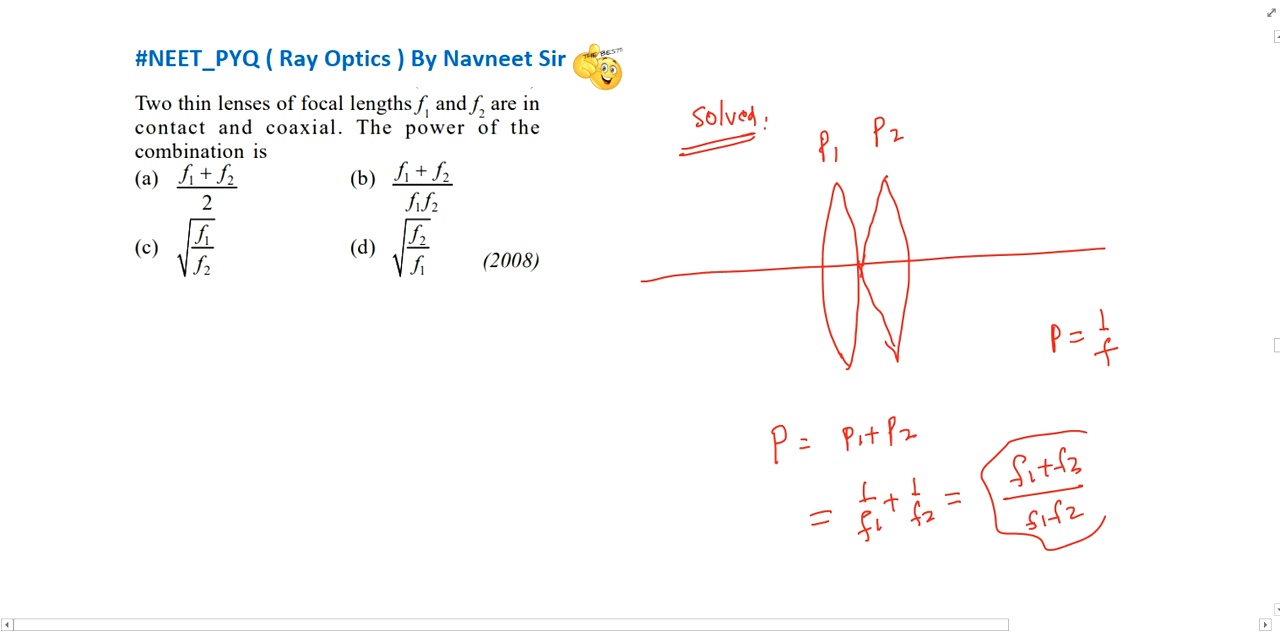 #NEET_PYQ ( Ray Optics ) By Navneet Sir
THE BEST!!
Two thin lenses of focal lengths f₁ and f₂ are in
contact and coaxial. The power of the
combination is
(a) (f₁ + f₂)/2 (b) (f₁ + f₂)/(f₁f₂)
(c) √(f₁/f₂) (d) √(f₂/f₁) (2008)
Solved:
P₁ P₂
P = 1/f
P = P₁+P₂
= 1/f₁ + 1/f₂ = (f₁+f₂)/(f₁f₂)